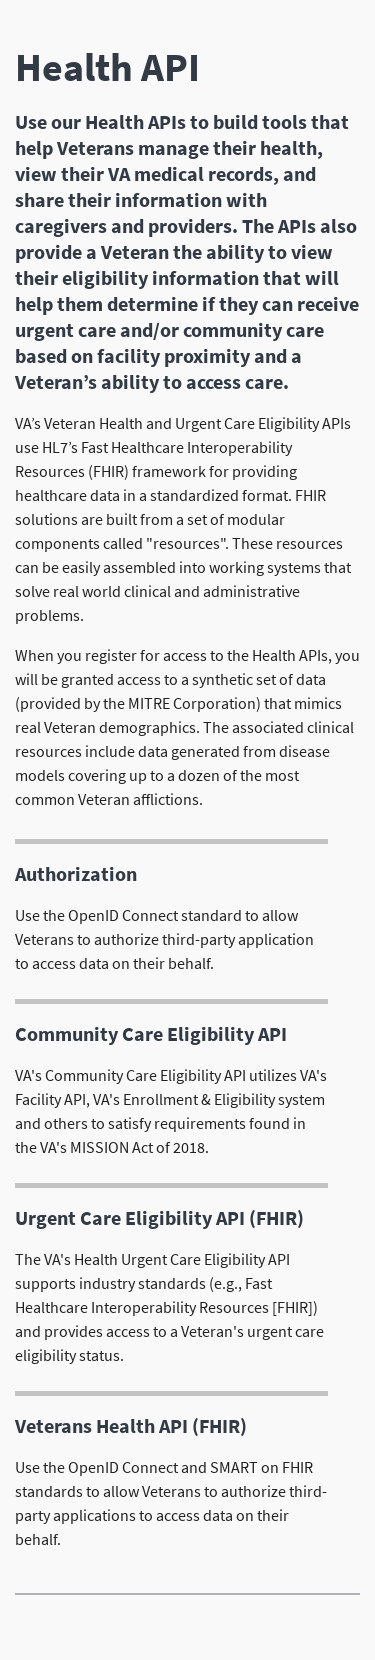 Health API
Use our Health APIs to build tools that
help Veterans manage their health,
view their VA medical records, and
share their information with
caregivers and providers. The APIs also
provide a Veteran the ability to view
their eligibility information that will
help them determine if they can receive
urgent care and/or community care
based on facility proximity and a
Veteran’s ability to access care.
VA’s Veteran Health and Urgent Care Eligibility APIs
use HL7’s Fast Healthcare Interoperability
Resources (FHIR) framework for providing
healthcare data in a standardized format. FHIR
solutions are built from a set of modular
components called "resources". These resources
can be easily assembled into working systems that
solve real world clinical and administrative
problems.
When you register for access to the Health APIs, you
will be granted access to a synthetic set of data
(provided by the MITRE Corporation) that mimics
real Veteran demographics. The associated clinical
resources include data generated from disease
models covering up to a dozen of the most
common Veteran afflictions.
Authorization
Use the OpenID Connect standard to allow
Veterans to authorize third-party application
to access data on their behalf.
Community Care Eligibility API
VA's Community Care Eligibility API utilizes VA's
Facility API, VA's Enrollment & Eligibility system
and others to satisfy requirements found in
the VA's MISSION Act of 2018.
Urgent Care Eligibility API (FHIR)
The VA's Health Urgent Care Eligibility API
supports industry standards (e.g., Fast
Healthcare Interoperability Resources [FHIR])
and provides access to a Veteran's urgent care
eligibility status.
Veterans Health API (FHIR)
Use the OpenID Connect and SMART on FHIR
standards to allow Veterans to authorize third-
party applications to access data on their
behalf.